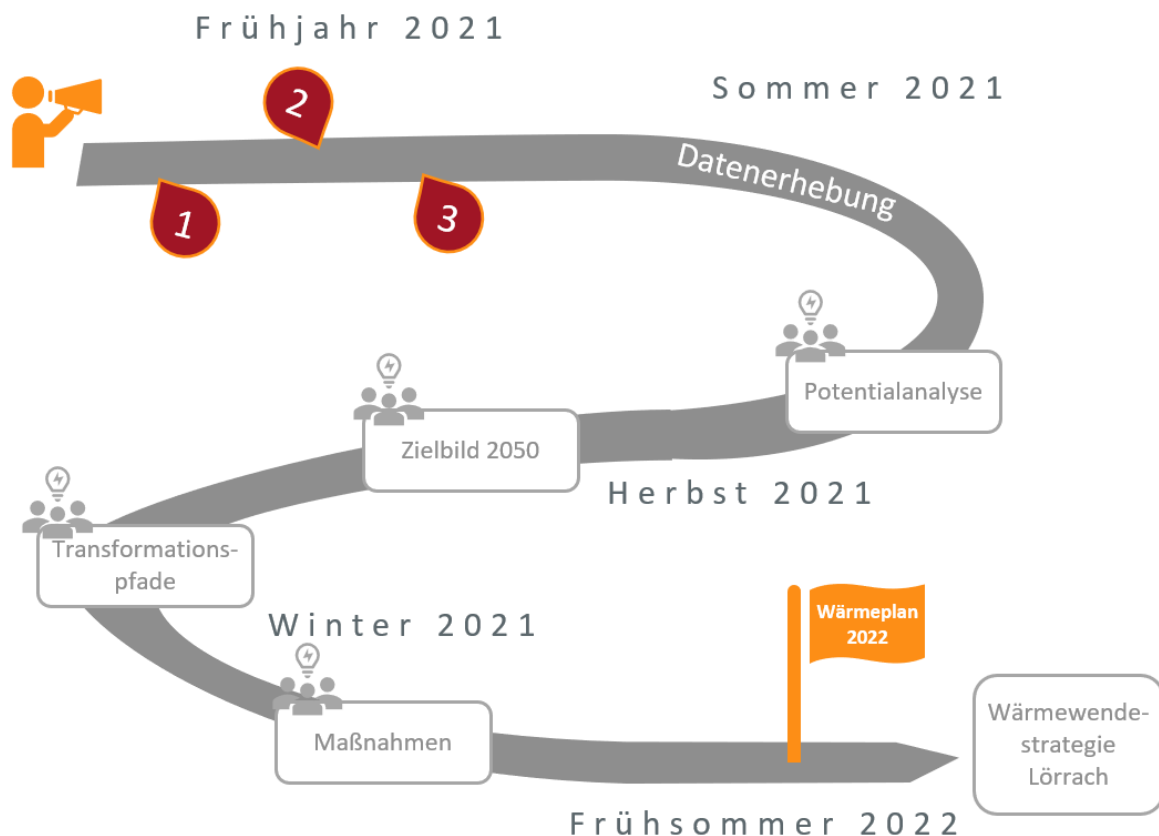 Frühjahr 2021
Sommer 2021
2
Datenerhebung
1
3
Potentialanalyse
Zielbild 2050
Herbst 2021
Transformations-
pfade
Winter 2021
Wärmeplan
2022
Maßnahmen
Wärmewende-
strategie
Lörrach
Frühsommer 2022